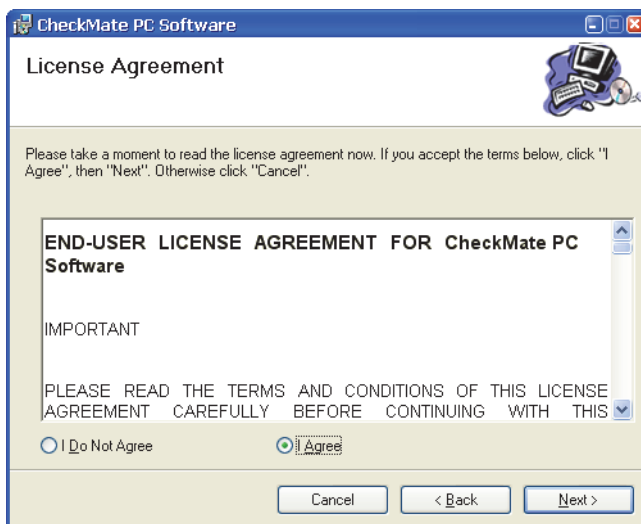 CheckMate PC Software
License Agreement
Please take a moment to read the license agreement now. If you accept the terms below, click "I
Agree", then "Next". Otherwise click "Cancel".
END-USER LICENSE AGREEMENT FOR CheckMate PC
Software
IMPORTANT
PLEASE READ THE TERMS AND CONDITIONS OF THIS LICENSE
AGREEMENT CAREFULLY BEFORE CONTINUING WITH THIS
I Do Not Agree
I Agree
Cancel
< Back
Next >